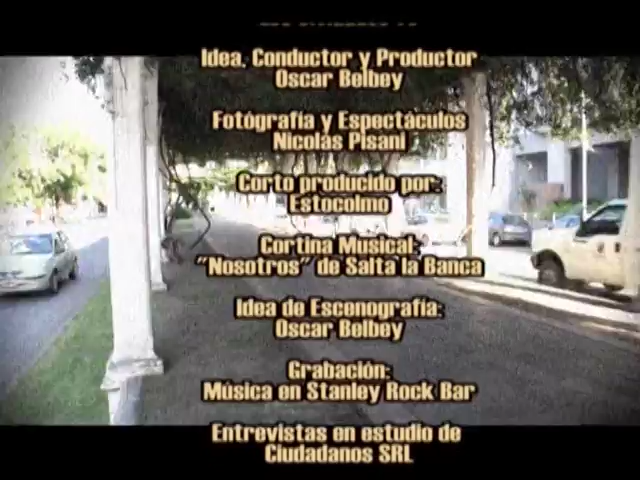 Idea, Conductor y Productor
Oscar Belbey
Fotógrafía y Espectáculos
Nicolás Pisani
Corto producido por:
Estocolmo
Cortina Musical:
"Nosotros" de Salta la Banca
Idea de Escenografía:
Oscar Belbey
Grabación:
Música en Stanley Rock Bar
Entrevistas en estudio de
Ciudadanos SRL